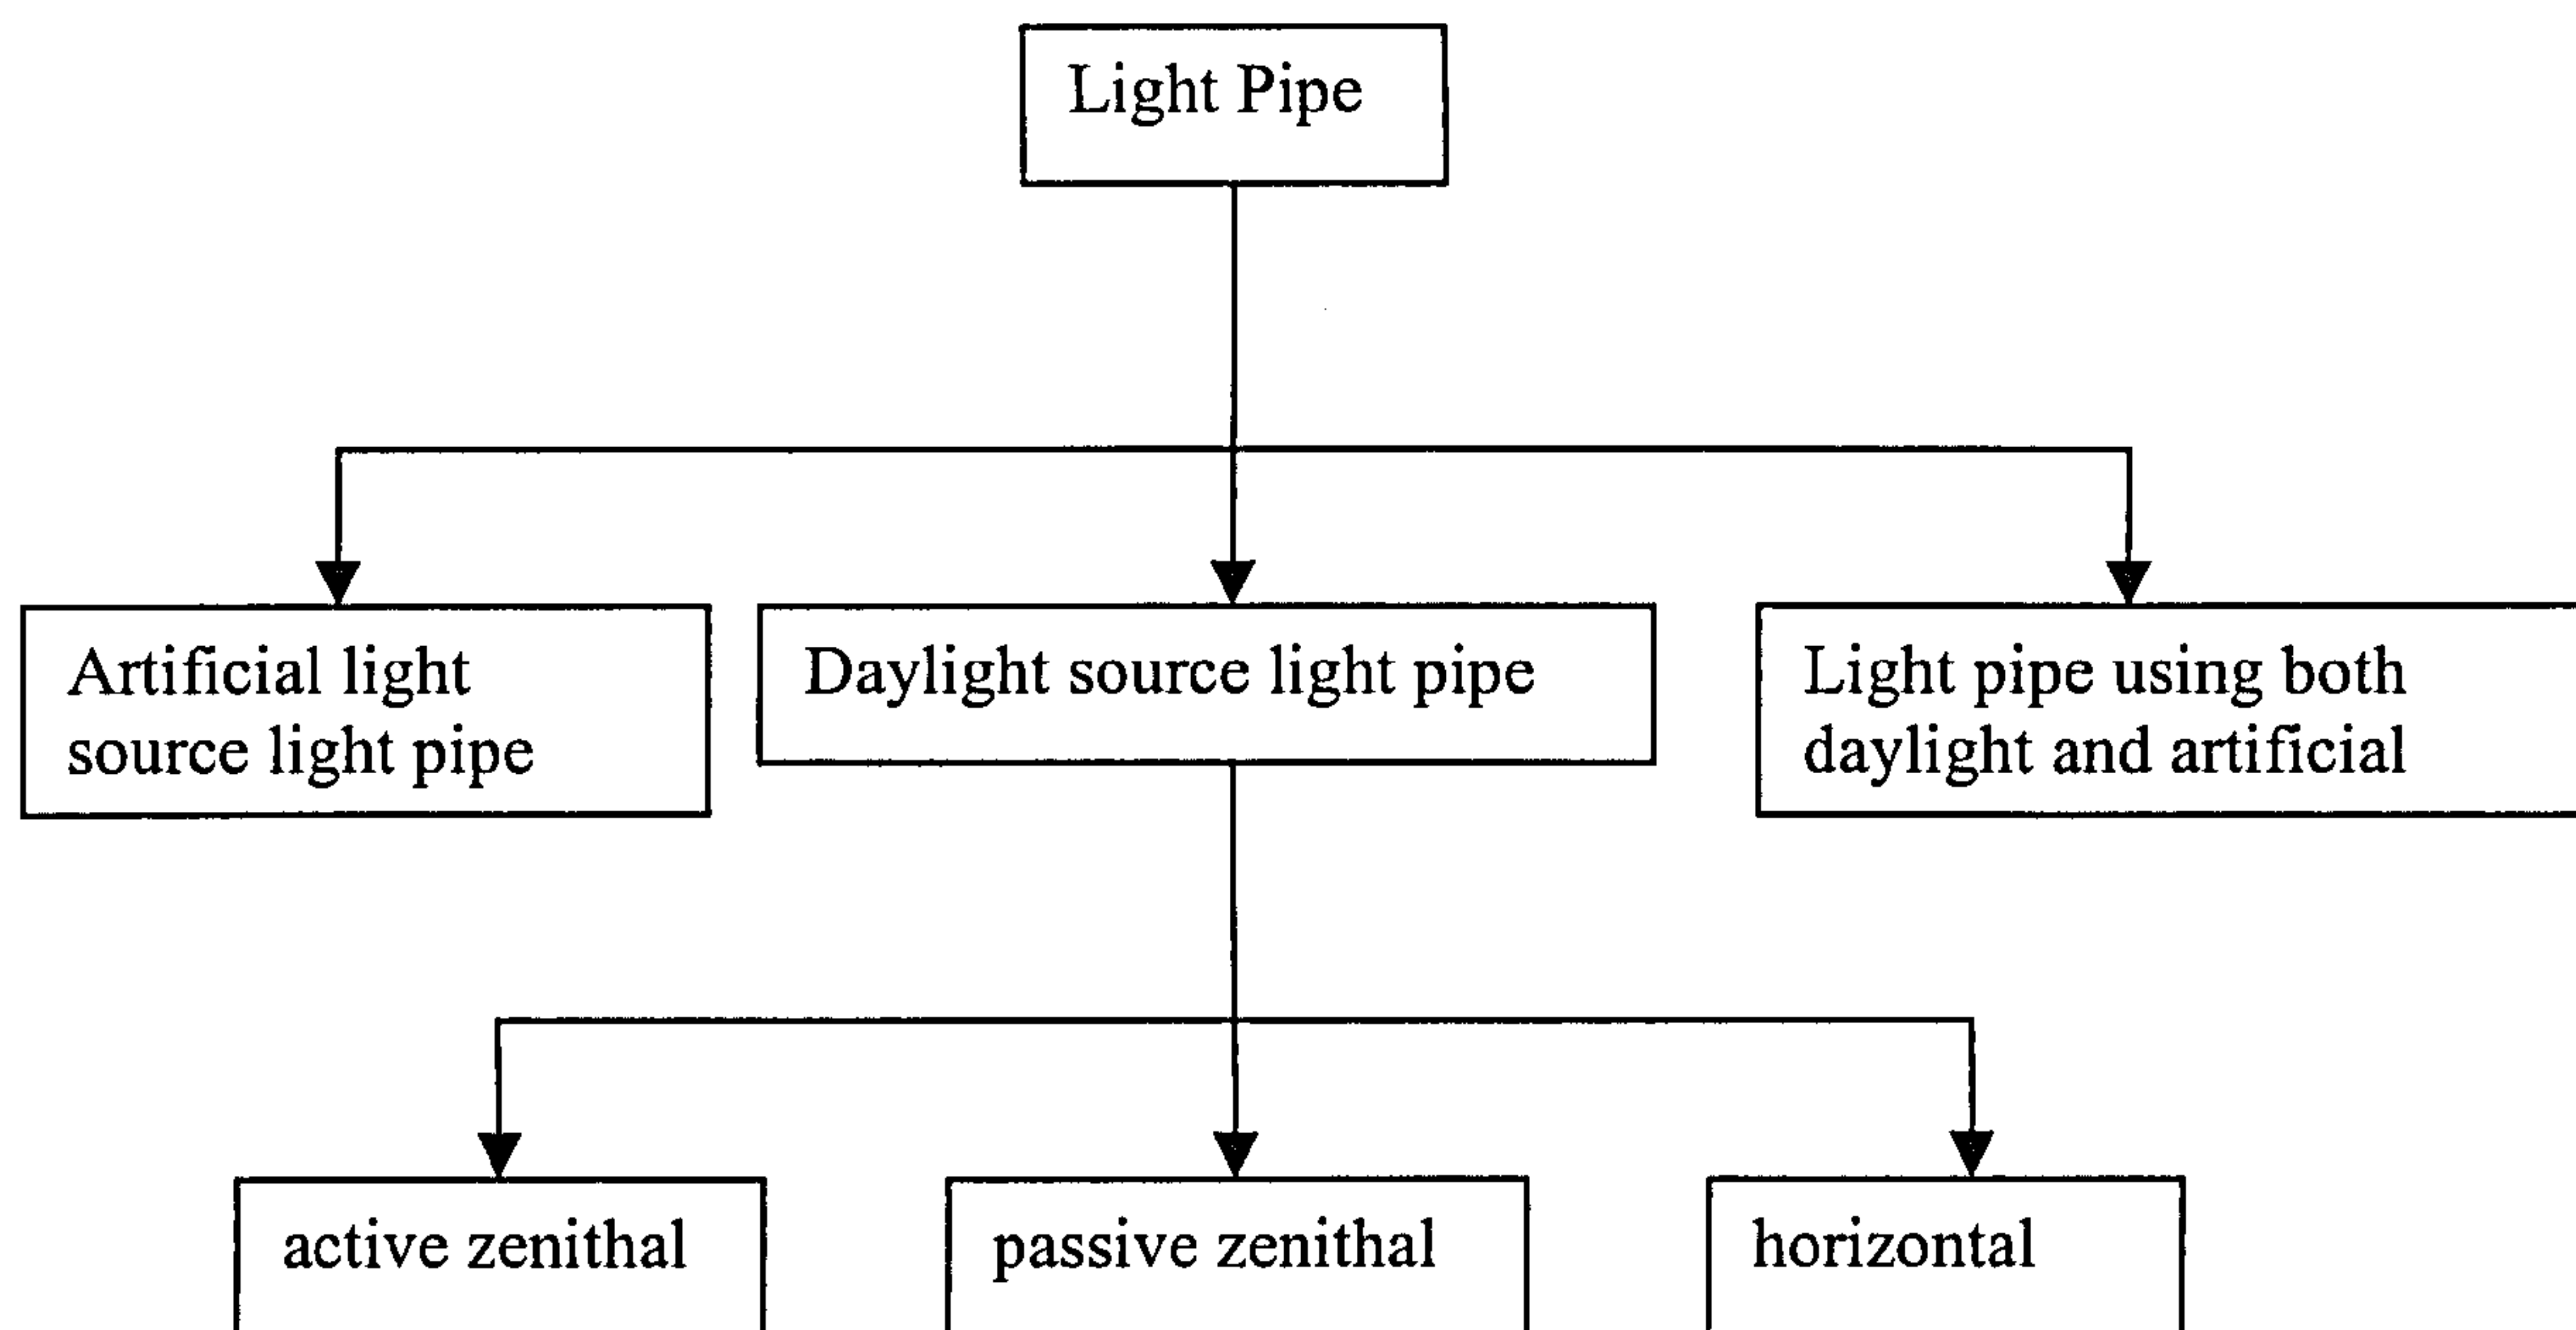 Light Pipe
Artificial light
source light pipe
Daylight source light pipe
Light pipe using both
daylight and artificial
active zenithal
passive zenithal
horizontal